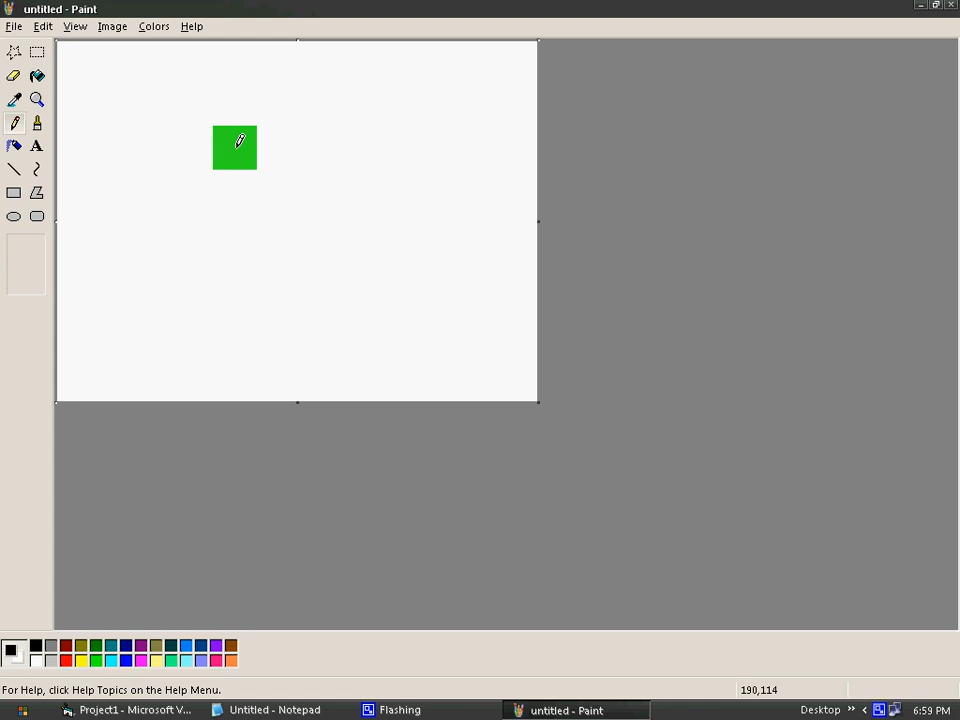 untitled - Paint
File Edit View Image Colors Help
A
For Help, click Help Topics on the Help Menu.
190,114
Project1 - Microsoft V...
Untitled - Notepad
Flashing
untitled - Paint
Desktop »
6:59 PM